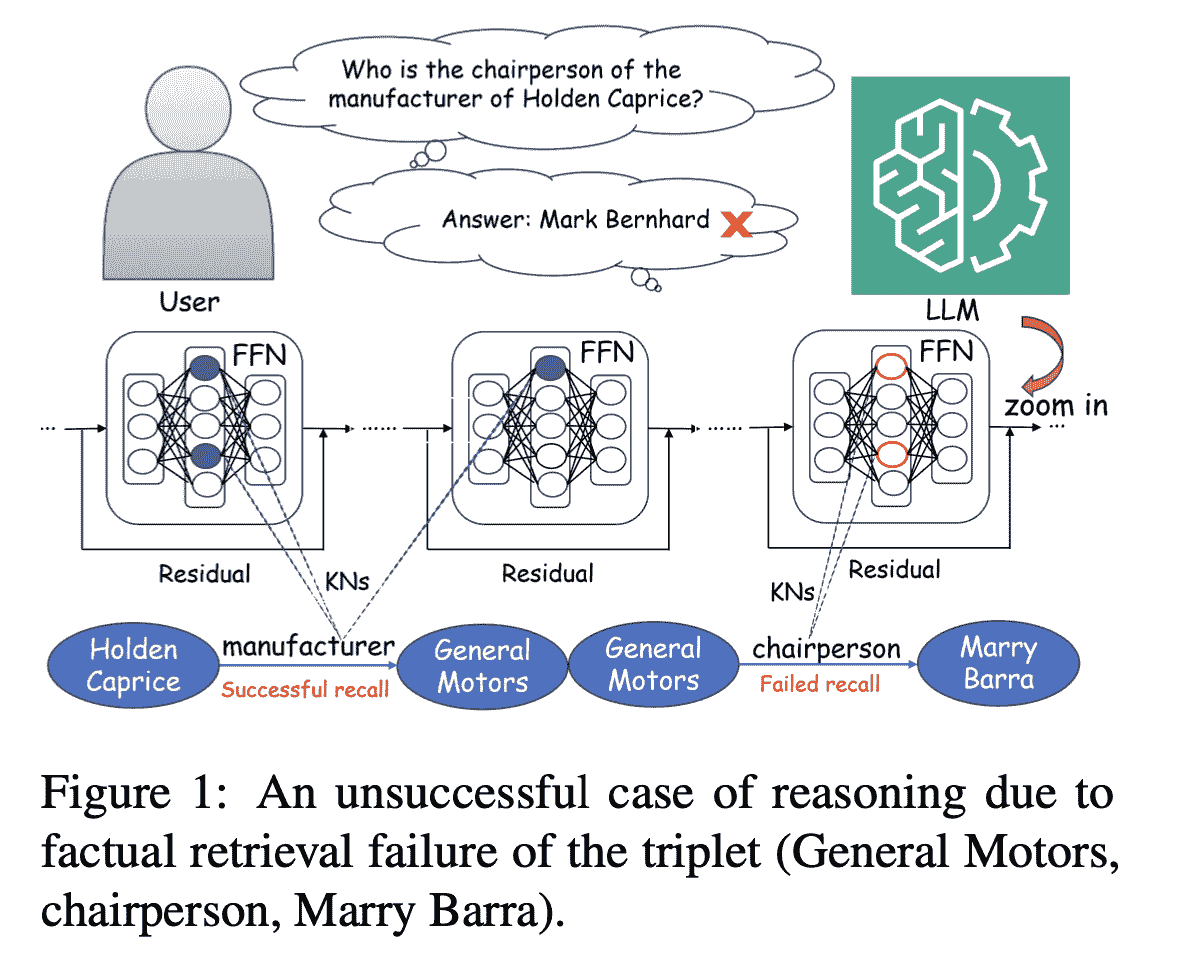 Who is the chairperson of the
manufacturer of Holden Caprice?
Answer: Mark Bernhard
User
LLM
FFN
FFN
FFN
zoom in
...
......
......
...
Residual
KNs
Residual
KNs
Residual
Holden
Caprice
manufacturer
Successful recall
General
Motors
General
Motors
chairperson
Failed recall
Marry
Barra
Figure 1: An unsuccessful case of reasoning due to
factual retrieval failure of the triplet (General Motors,
chairperson, Marry Barra).